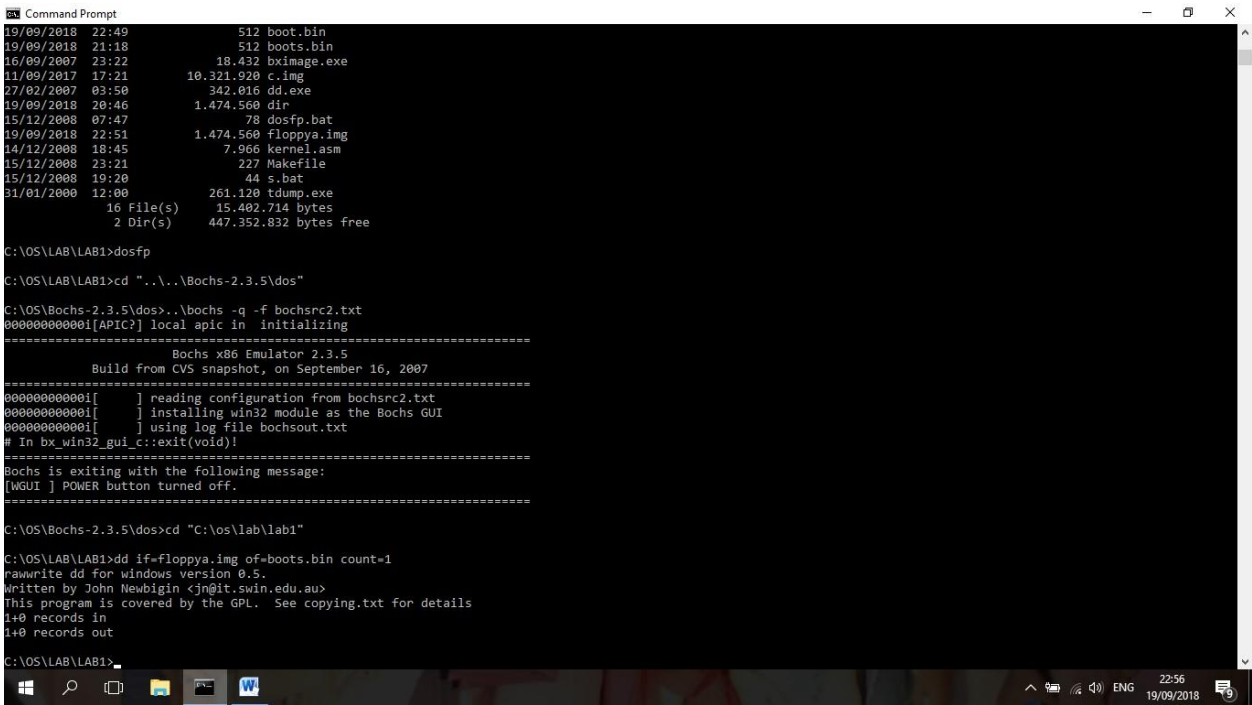 Command Prompt
19/09/2018 22:49 512 boot.bin
19/09/2018 21:18 512 boots.bin
16/09/2007 23:22 18.432 bximage.exe
11/09/2017 17:21 10.321.920 c.img
27/02/2007 03:50 342.016 dd.exe
19/09/2018 20:46 1.474.560 dir
15/12/2008 07:47 78 dosfp.bat
19/09/2018 22:51 1.474.560 floppya.img
14/12/2008 18:45 7.966 kernel.asm
15/12/2008 23:21 227 Makefile
15/12/2008 19:20 44 s.bat
31/01/2000 12:00 261.120 tdump.exe
16 File(s) 15.402.714 bytes
2 Dir(s) 447.352.832 bytes free
C:\OS\LAB\LAB1>dosfp
C:\OS\LAB\LAB1>cd "..\..\Bochs-2.3.5\dos"
C:\OS\Bochs-2.3.5\dos>..\bochs -q -f bochsrc2.txt
00000000000i[APIC?] local apic in initializing
========================================================================
Bochs x86 Emulator 2.3.5
Build from CVS snapshot, on September 16, 2007
========================================================================
00000000000i[ ] reading configuration from bochsrc2.txt
00000000000i[ ] installing win32 module as the Bochs GUI
00000000000i[ ] using log file bochsout.txt
# In bx_win32_gui_c::exit(void)!
========================================================================
Bochs is exiting with the following message:
[WGUI ] POWER button turned off.
========================================================================
C:\OS\Bochs-2.3.5\dos>cd "C:\os\lab\lab1"
C:\OS\LAB\LAB1>dd if=floppya.img of=boots.bin count=1
rawwrite dd for windows version 0.5.
Written by John Newbigin <jn@it.swin.edu.au>
This program is covered by the GPL. See copying.txt for details
1+0 records in
1+0 records out
C:\OS\LAB\LAB1>
ENG 22:56
19/09/2018